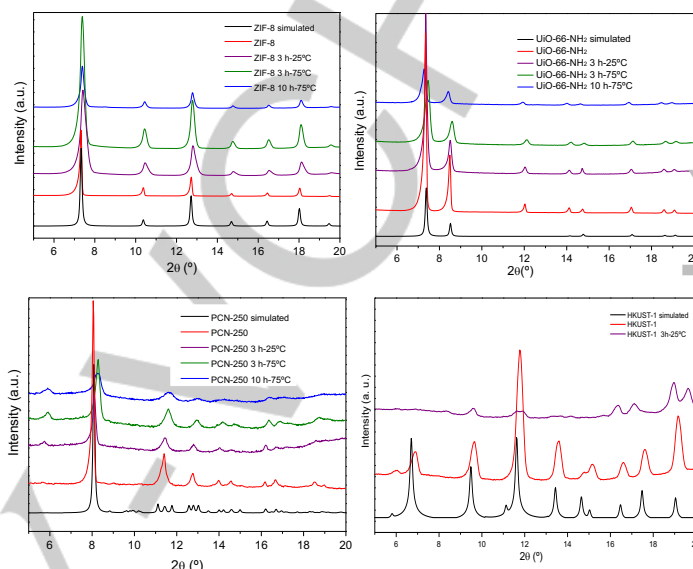 ZIF-8 simulated
ZIF-8
ZIF-8 3 h-25ºC
ZIF-8 3 h-75ºC
ZIF-8 10 h-75ºC
Intensity (a.u.)
6 8 10 12 14 16 18 20
2θ (º)
UiO-66-NH2 simulated
UiO-66-NH2
UiO-66-NH2 3 h-25ºC
UiO-66-NH2 3 h-75ºC
UiO-66-NH2 10 h-75ºC
Intensity (a.u.)
6 8 10 12 14 16 18 20
2θ(º)
PCN-250 simulated
PCN-250
PCN-250 3 h-25ºC
PCN-250 3 h-75ºC
PCN-250 10 h-75ºC
Intensity (a.u.)
6 8 10 12 14 16 18 20
2θ (º)
HKUST-1 simulated
HKUST-1
HKUST-1 3h-25ºC
Intensity (a.u.)
6 8 10 12 14 16 18 20
2θ (º)